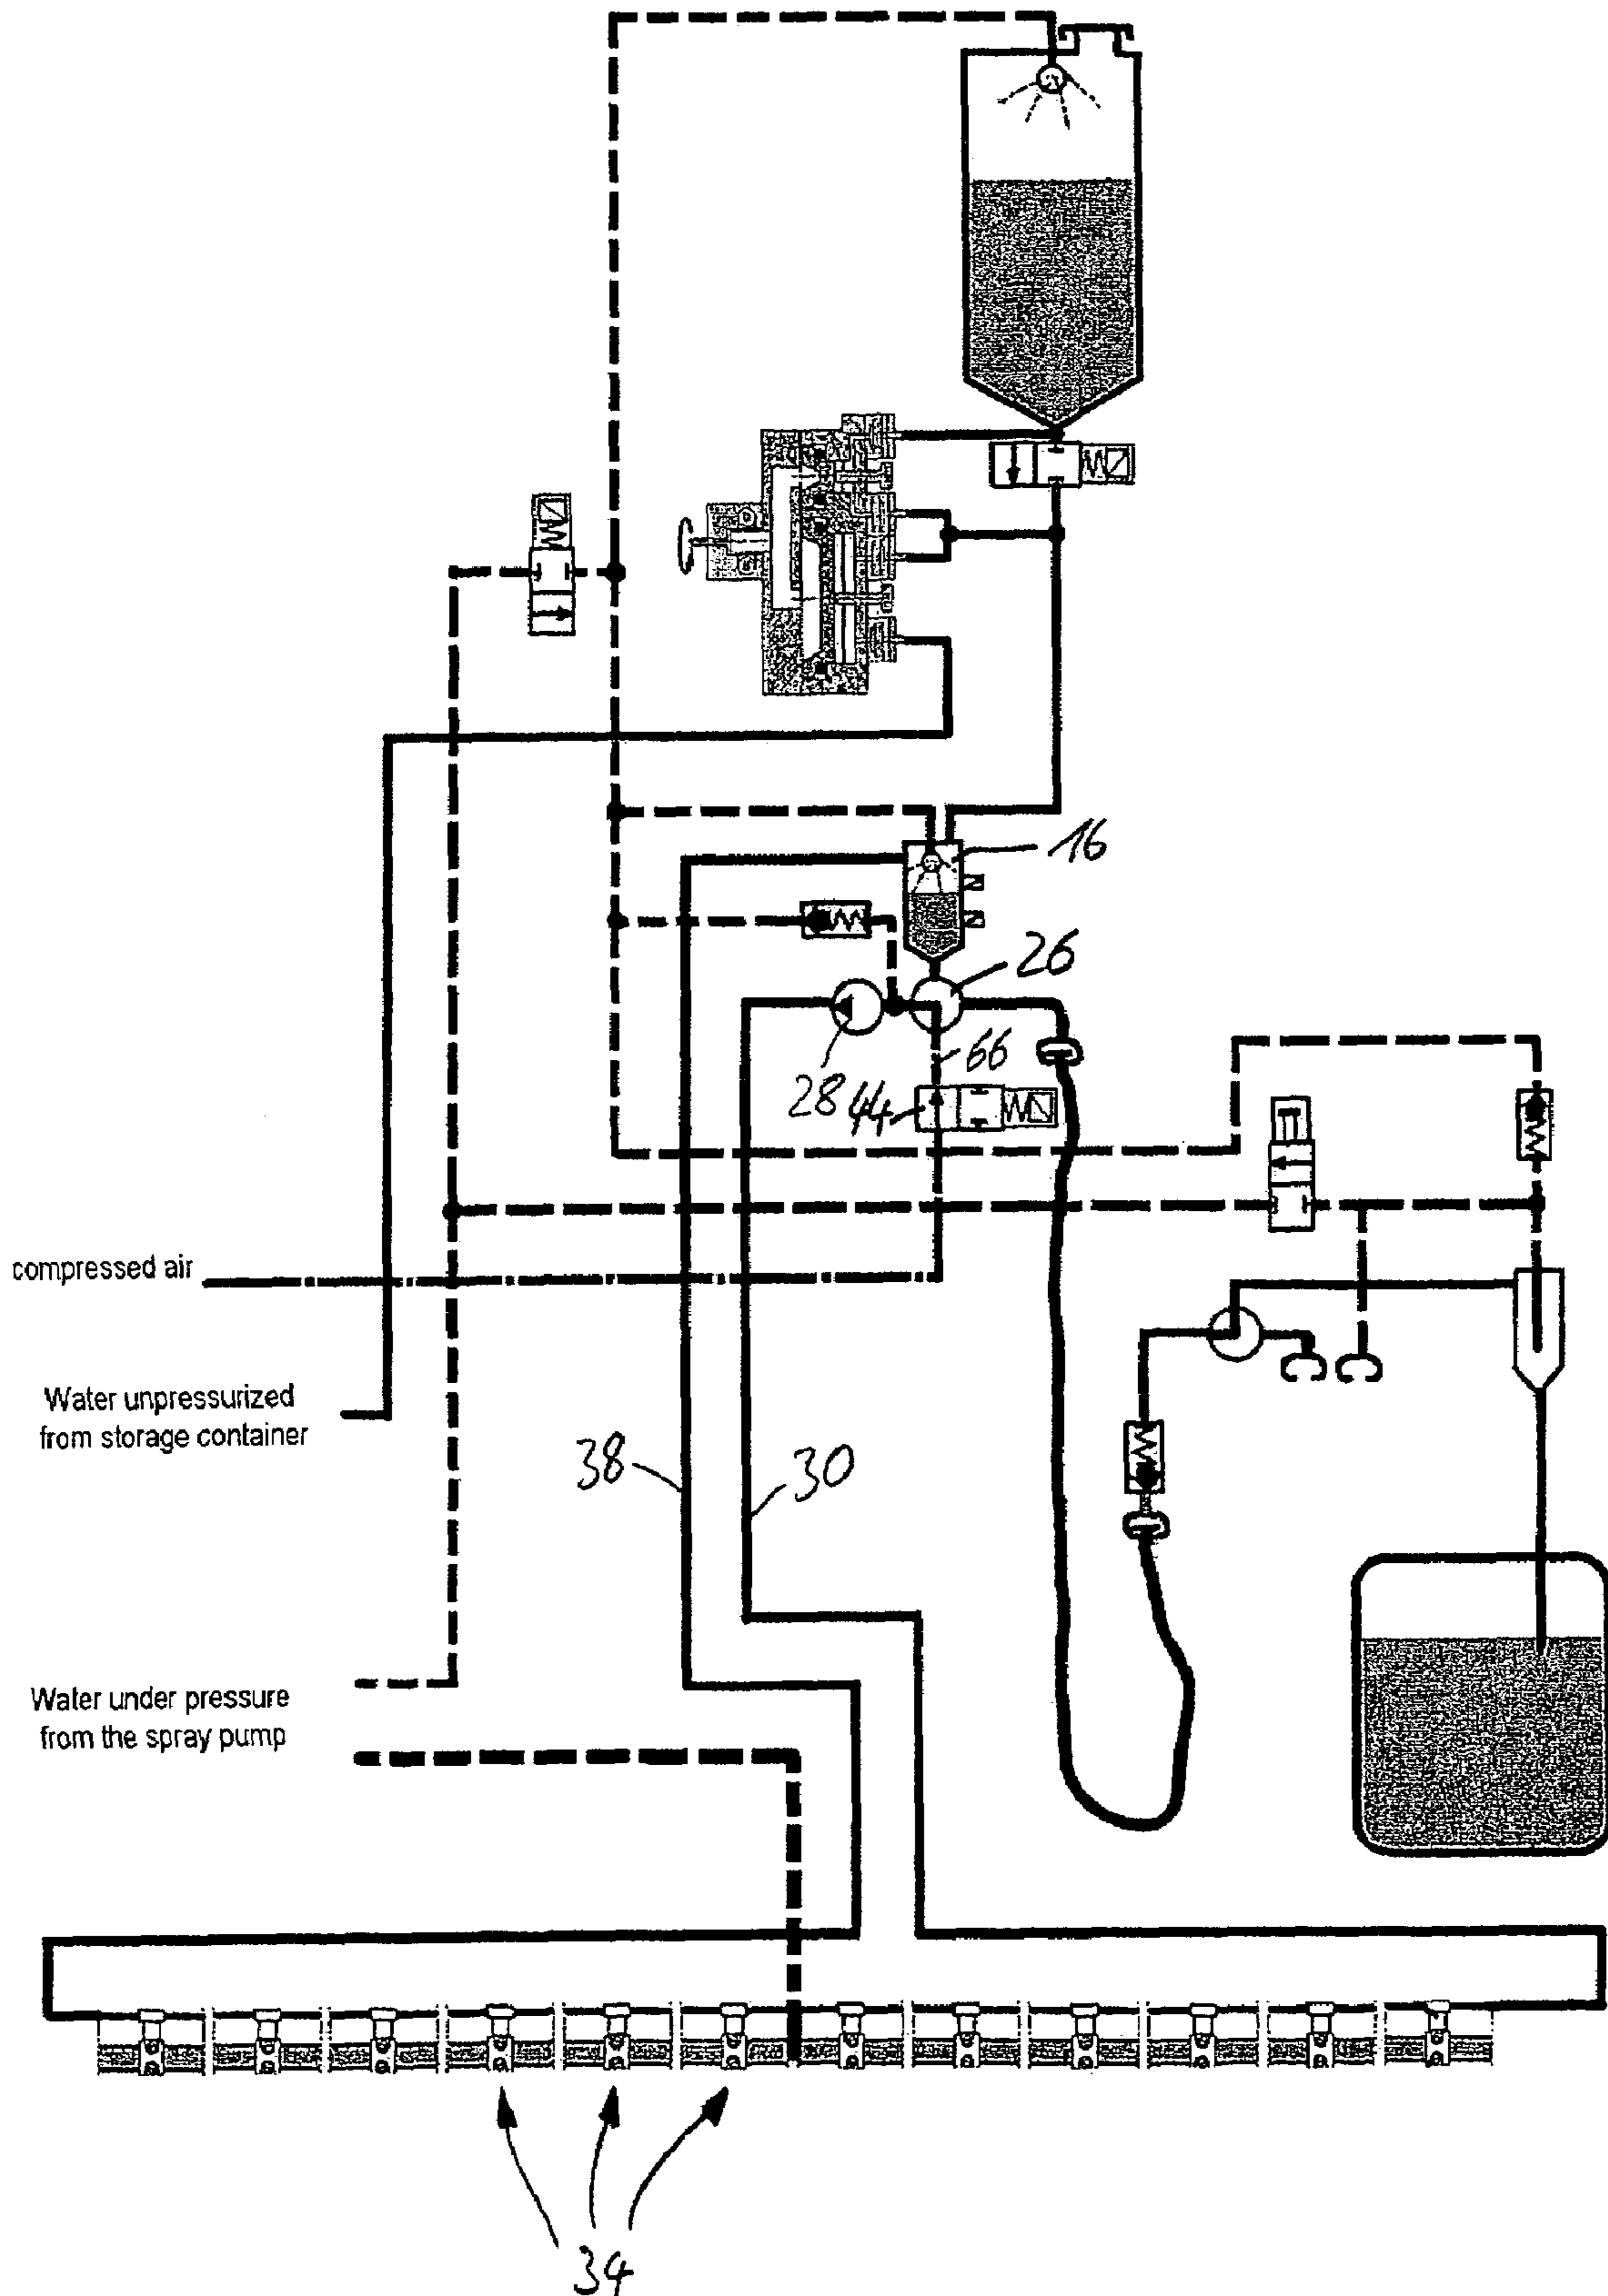 16
26
66
28 44
compressed air
Water unpressurized
from storage container
38
30
Water under pressure
from the spray pump
34